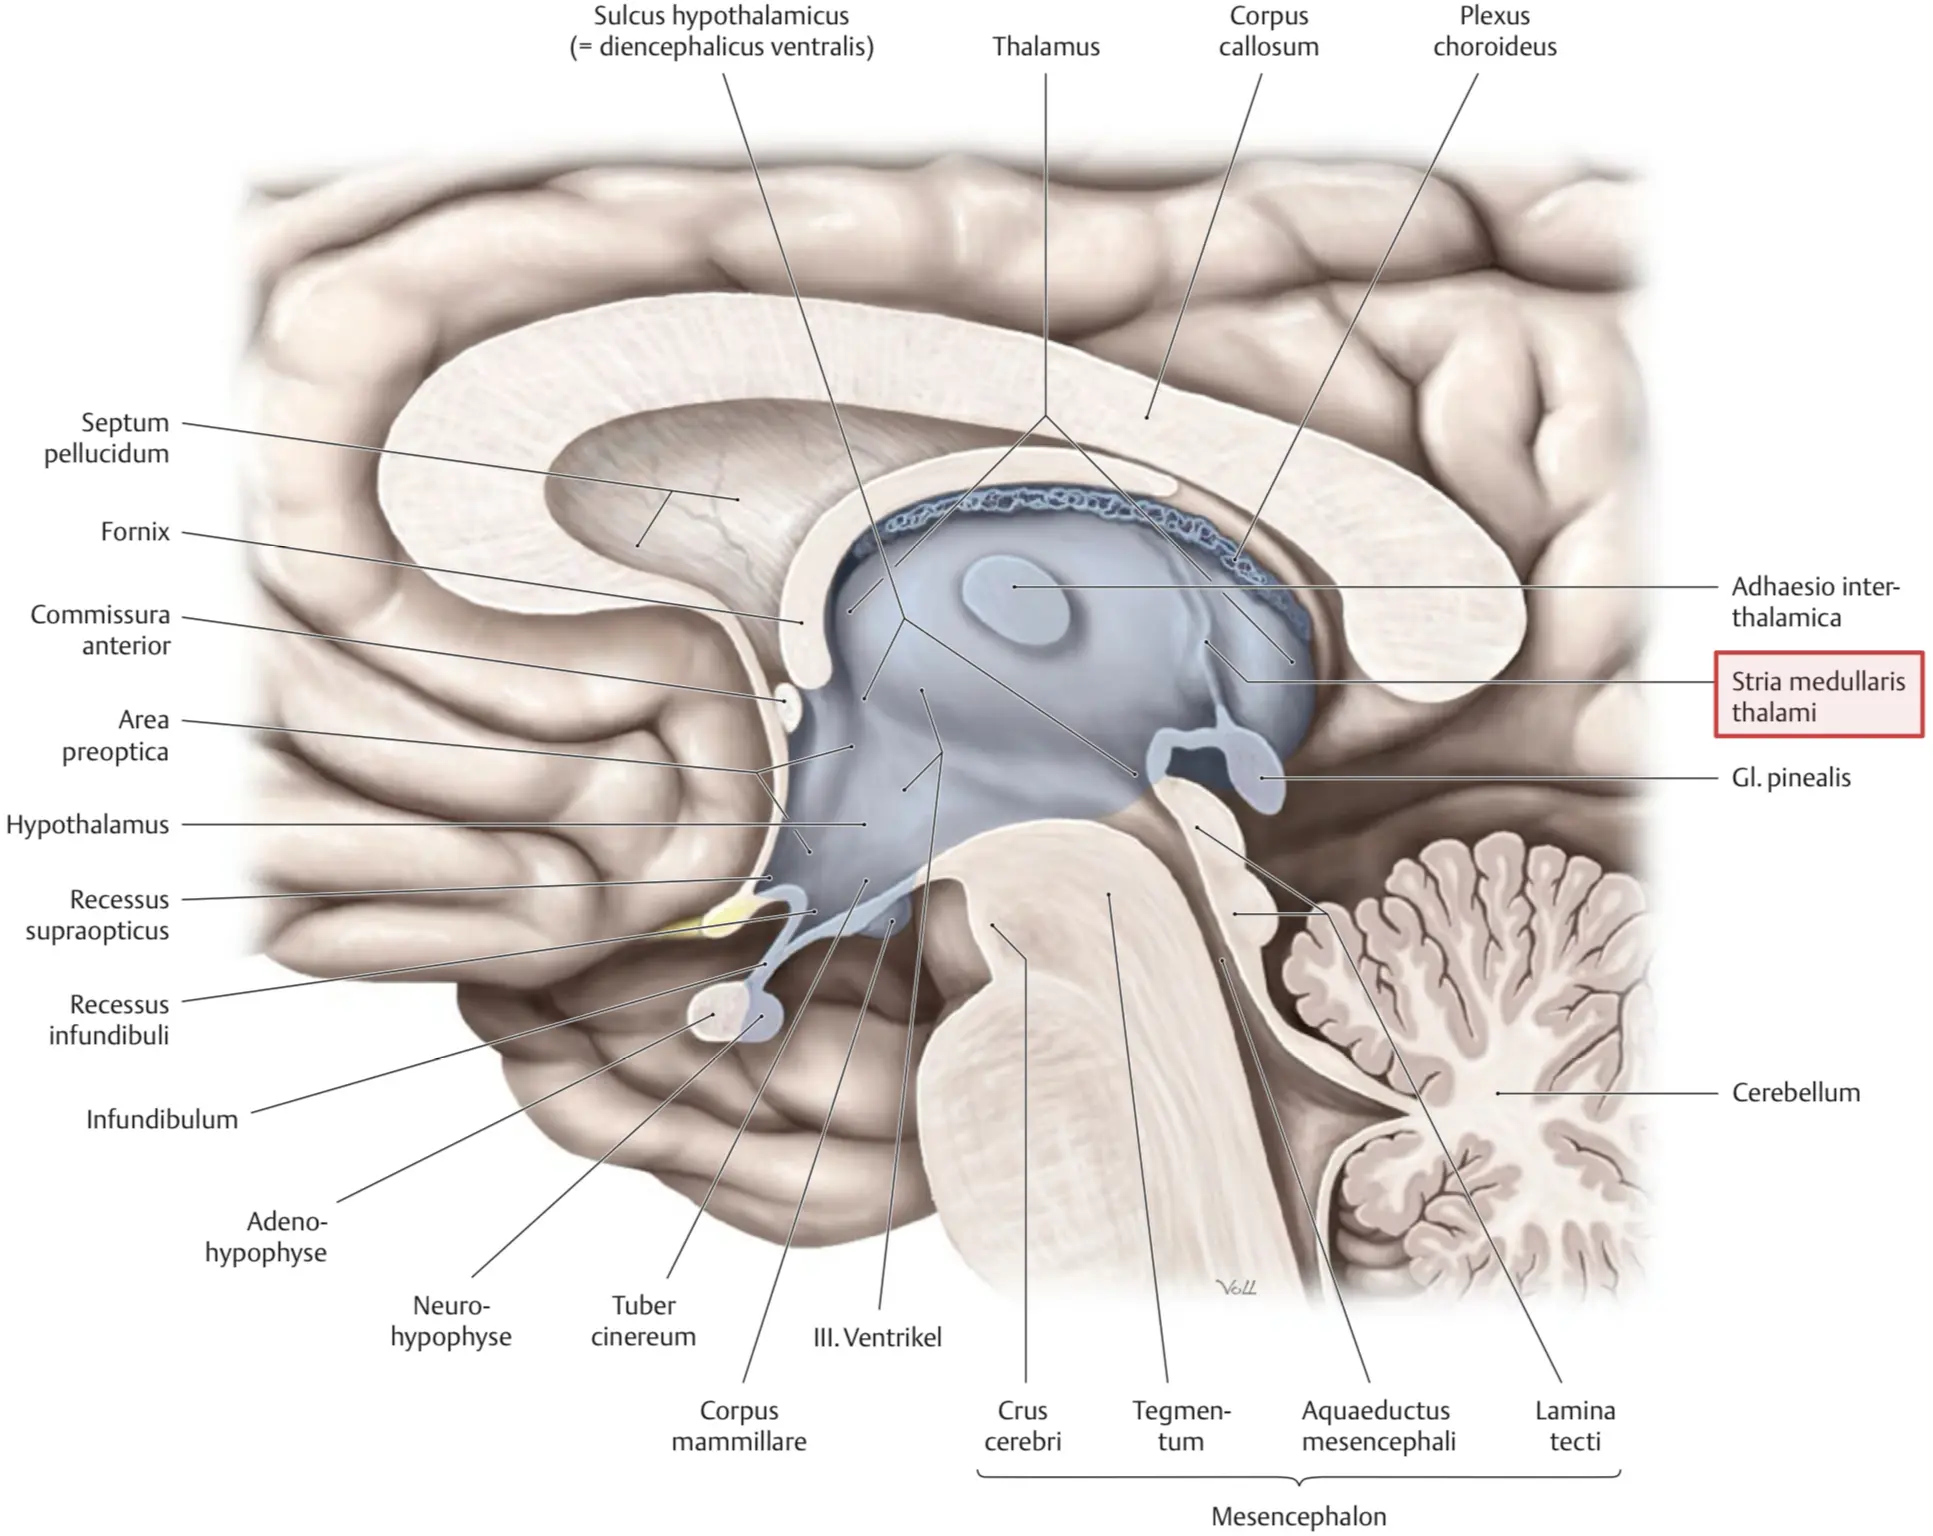 Sulcus hypothalamicus
(= diencephalicus ventralis)
Thalamus
Corpus
callosum
Plexus
choroideus
Septum
pellucidum
Fornix
Commissura
anterior
Area
preoptica
Hypothalamus
Recessus
supraopticus
Recessus
infundibuli
Infundibulum
Adeno-
hypophyse
Neuro-
hypophyse
Tuber
cinereum
III. Ventrikel
Corpus
mammillare
Crus
cerebri
Tegmen-
tum
Aquaeductus
mesencephali
Lamina
tecti
Mesencephalon
Adhaesio inter-
thalamica
Stria medullaris
thalami
Gl. pinealis
Cerebellum
Voll